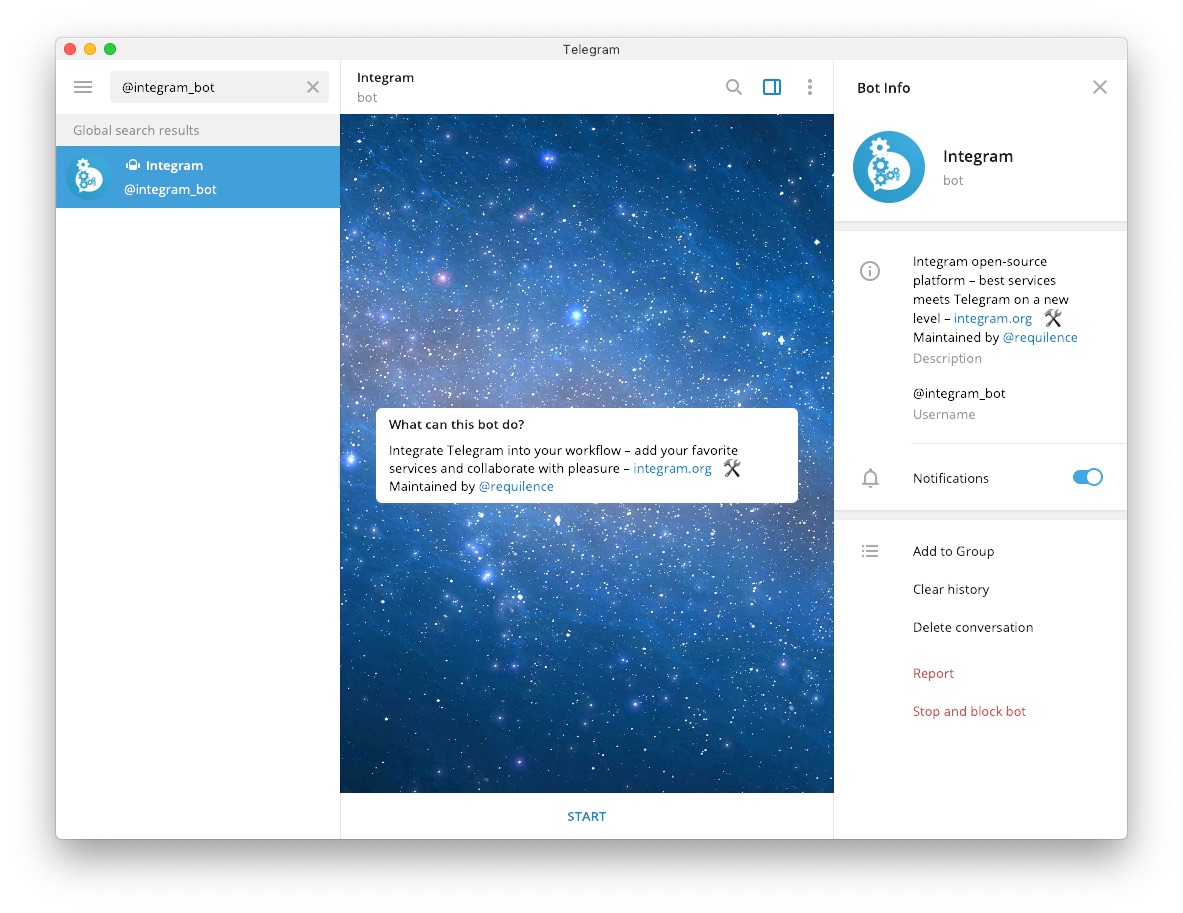 Telegram
@integram_bot
Global search results
Integram
@integram_bot
Integram
bot
What can this bot do?
Integrate Telegram into your workflow – add your favorite
services and collaborate with pleasure – integram.org 🛠
Maintained by @requilence
START
Bot Info
Integram
bot
Integram open-source
platform – best services
meets Telegram on a new
level – integram.org 🛠
Maintained by @requilence
Description
@integram_bot
Username
Notifications
Add to Group
Clear history
Delete conversation
Report
Stop and block bot